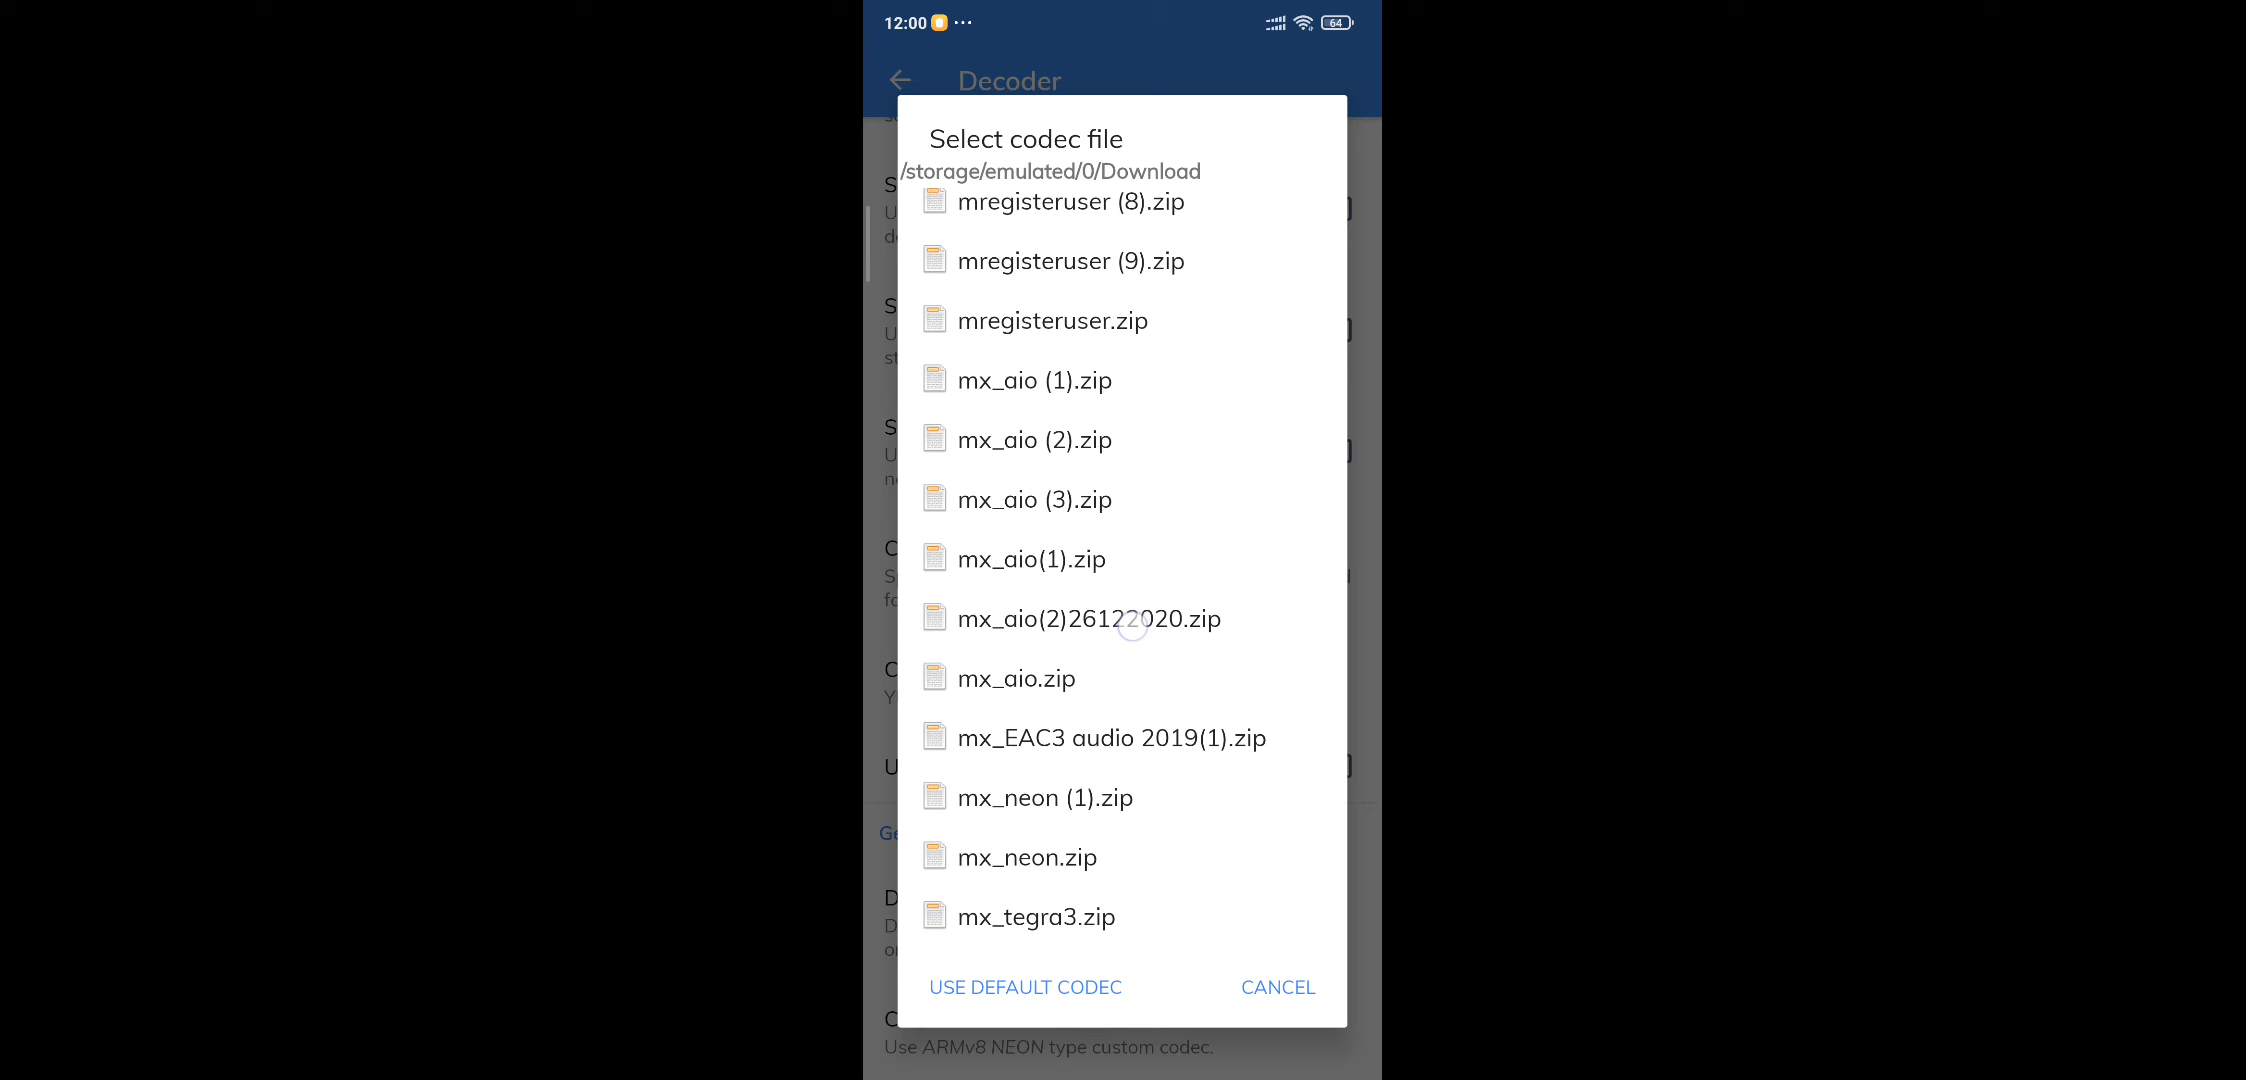 12:00
64
Decoder
Select codec file
/storage/emulated/0/Download
mregisteruser (8).zip
mregisteruser (9).zip
mregisteruser.zip
mx_aio (1).zip
mx_aio (2).zip
mx_aio (3).zip
mx_aio(1).zip
mx_aio(2)26122020.zip
mx_aio.zip
mx_EAC3 audio 2019(1).zip
mx_neon (1).zip
mx_neon.zip
mx_tegra3.zip
USE DEFAULT CODEC
CANCEL
Use ARMv8 NEON type custom codec.